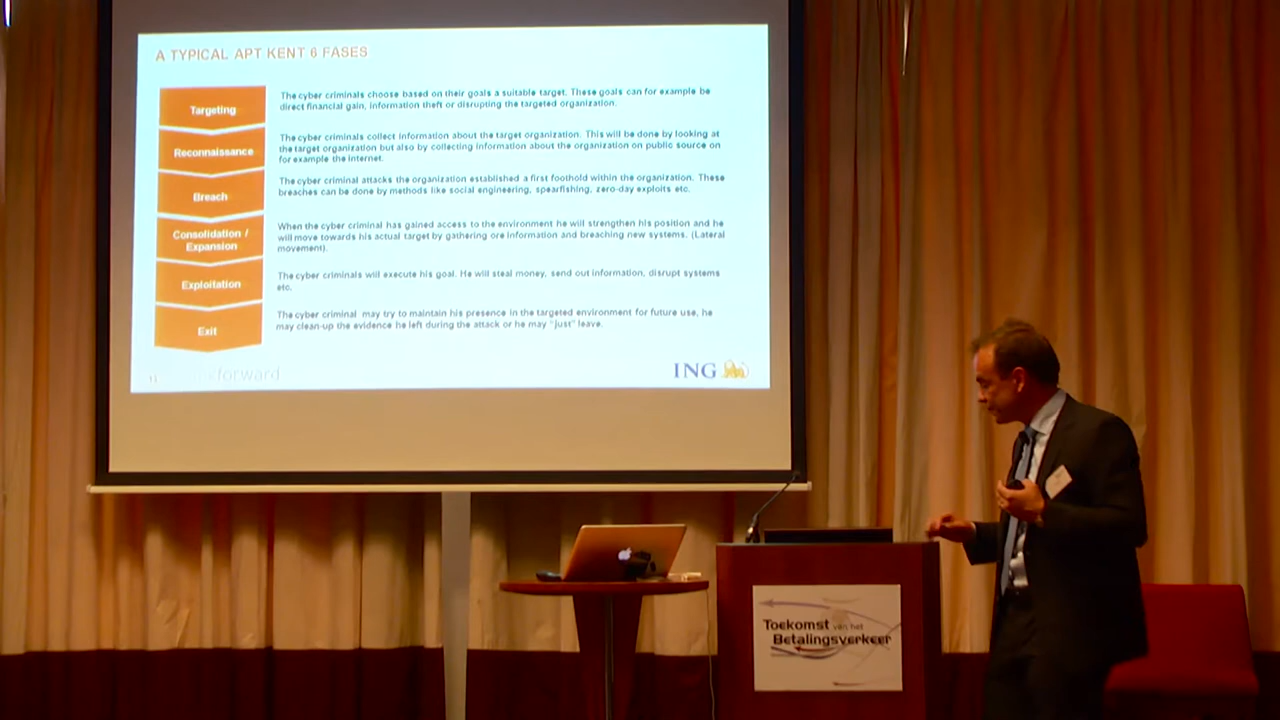 A TYPICAL APT KENT 6 FASES
Targeting
The cyber criminals choose based on their goals a suitable target. These goals can for example be
direct financial gain, information theft or disrupting the targeted organization.
Reconnaissance
The cyber criminals collect information about the target organization. This will be done by looking at
the target organization but also by collecting information about the organization on public source on
for example the internet.
Breach
The cyber criminal attacks the organization established a first foothold within the organization. These
breaches can be done by methods like social engineering, spearfishing, zero-day exploits etc.
Consolidation /
Expansion
When the cyber criminal has gained access to the environment he will strengthen his position and he
will move towards his actual target by gathering ore information and breaching new systems. (Lateral
movement).
Exploitation
The cyber criminals will execute his goal. He will steal money, send out information, disrupt systems
etc.
Exit
The cyber criminal may try to maintain his presence in the targeted environment for future use, he
may clean-up the evidence he left during the attack or he may "just" leave.
forward
ING
Toekomst van het
Betalingsverkeer